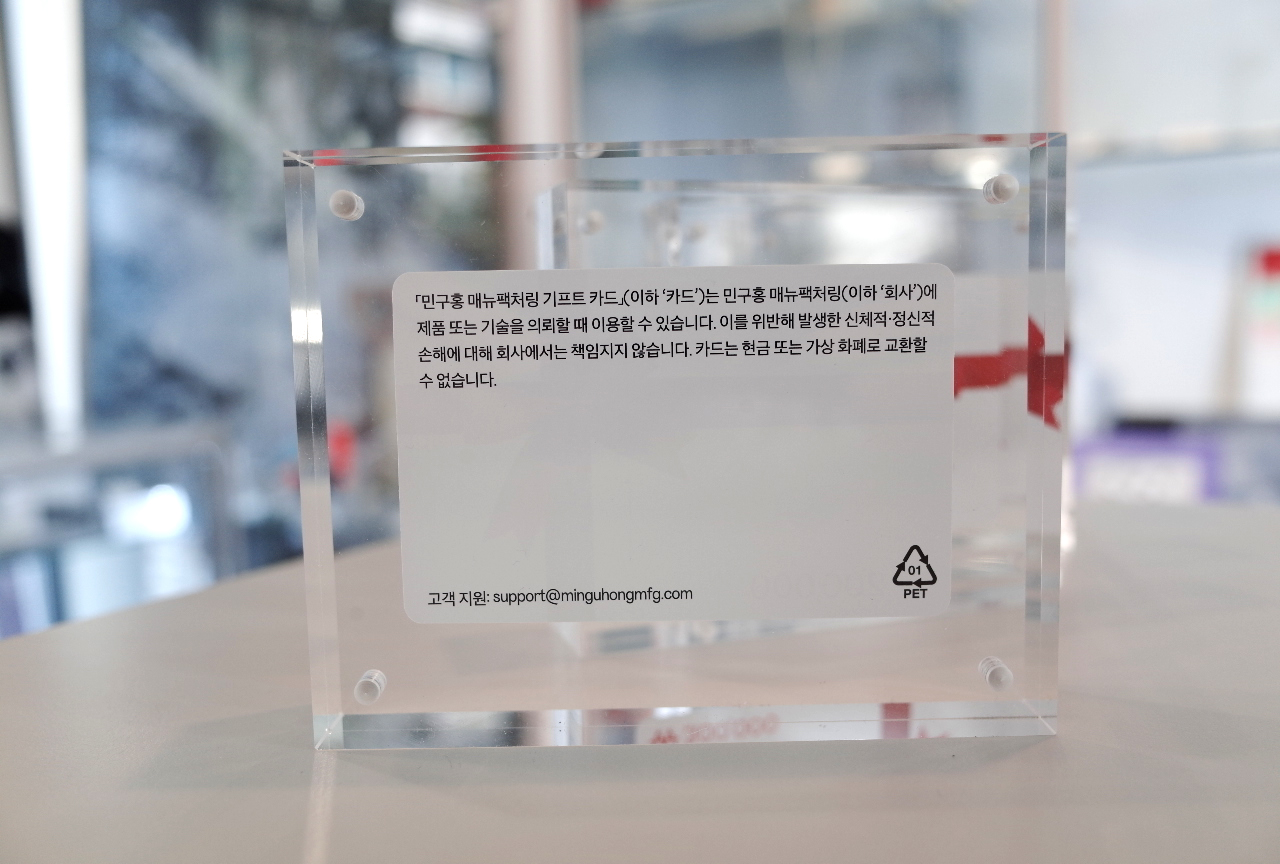 「민구홍 매뉴팩처링 기프트 카드」(이하 ‘카드’)는 민구홍 매뉴팩처링(이하 ‘회사’)에
제품 또는 기술을 의뢰할 때 이용할 수 있습니다. 이를 위반해 발생한 신체적·정신적
손해에 대해 회사에서는 책임지지 않습니다. 카드는 현금 또는 가상 화폐로 교환할
수 없습니다.
고객 지원: support@minguhongmfg.com
01
PET